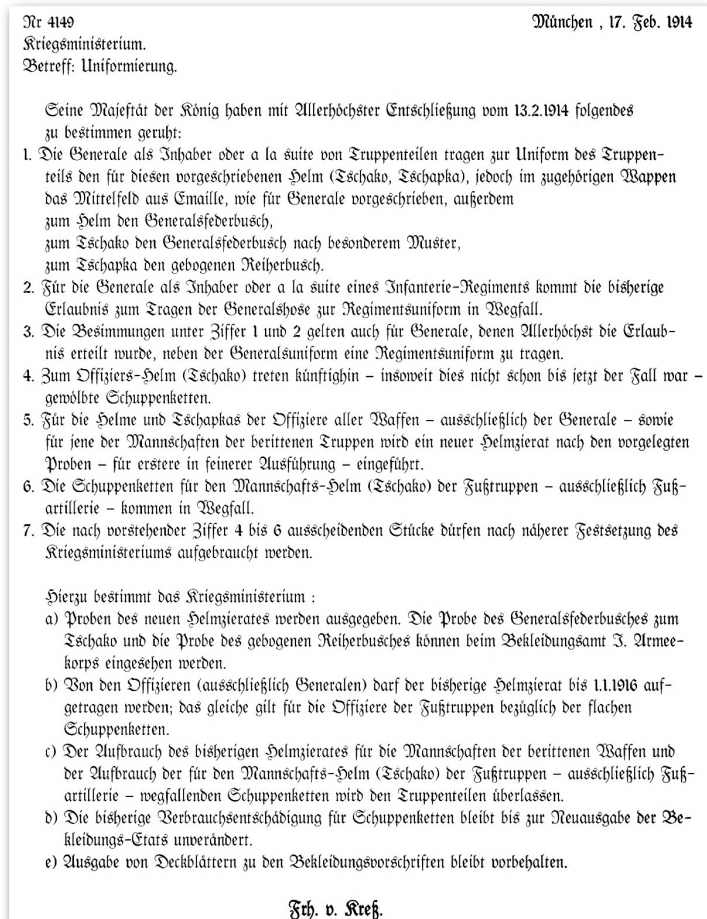 Nr 4149 München , 17. Feb. 1914
Kriegsministerium.
Betreff: Uniformierung.
Seine Majestät der König haben mit Allerhöchster Entschließung vom 13.2.1914 folgendes
zu bestimmen geruht:
1. Die Generale als Inhaber oder a la suite von Truppenteilen tragen zur Uniform des Truppen-
teils den für diesen vorgeschriebenen Helm (Tschako, Tschapka), jedoch im zugehörigen Wappen
das Mittelfeld aus Emaille, wie für Generale vorgeschrieben, außerdem
zum Helm den Generalsfederbusch,
zum Tschako den Generalsfederbusch nach besonderem Muster,
zum Tschapka den gebogenen Reiherbusch.
2. Für die Generale als Inhaber oder a la suite eines Infanterie-Regiments kommt die bisherige
Erlaubnis zum Tragen der Generalshose zur Regimentsuniform in Wegfall.
3. Die Besimmungen unter Ziffer 1 und 2 gelten auch für Generale, denen Allerhöchst die Erlaub-
nis erteilt wurde, neben der Generalsuniform eine Regimentsuniform zu tragen.
4. Zum Offiziers-Helm (Tschako) treten künftighin – insoweit dies nicht schon bis jetzt der Fall war –
gewölbte Schuppenketten.
5. Für die Helme und Tschapkas der Offiziere aller Waffen – ausschließlich der Generale – sowie
für jene der Mannschaften der berittenen Truppen wird ein neuer Helmzierat nach den vorgelegten
Proben – für erstere in feinerer Ausführung – eingeführt.
6. Die Schuppenketten für den Mannschafts-Helm (Tschako) der Fußtruppen – ausschließlich Fuß-
artillerie – kommen in Wegfall.
7. Die nach vorstehender Ziffer 4 bis 6 ausscheidenden Stücke dürfen nach näherer Festsetzung des
Kriegsministeriums aufgebraucht werden.
Hierzu bestimmt das Kriegsministerium :
a) Proben des neuen Helmzierates werden ausgegeben. Die Probe des Generalsfederbusches zum
Tschako und die Probe des gebogenen Reiherbusches können beim Bekleidungsamt I. Armee-
korps eingesehen werden.
b) Von den Offizieren (ausschließlich Generalen) darf der bisherige Helmzierat bis 1.1.1916 auf-
getragen werden; das gleiche gilt für die Offiziere der Fußtruppen bezüglich der flachen
Schuppenketten.
c) Der Aufbrauch des bisherigen Helmzierates für die Mannschaften der berittenen Waffen und
der Aufbrauch der für den Mannschafts-Helm (Tschako) der Fußtruppen – ausschließlich Fuß-
artillerie – wegfallenden Schuppenketten wird den Truppenteilen überlassen.
d) Die bisherige Verbrauchsentschädigung für Schuppenketten bleibt bis zur Neuausgabe der Be-
kleidungs-Etats unverändert.
e) Ausgabe von Deckblättern zu den Bekleidungsvorschriften bleibt vorbehalten.
Frh. v. Kreß.